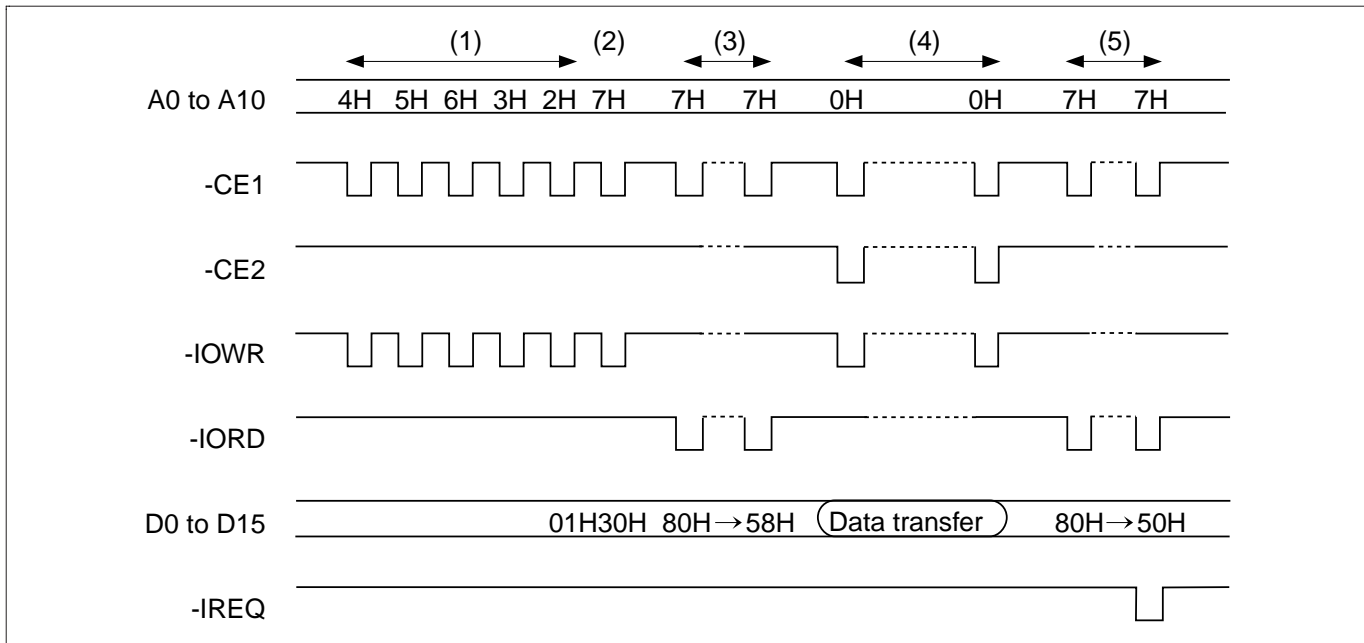 (1) (2) (3) (4) (5)
A0 to A10 4H 5H 6H 3H 2H 7H 7H 7H 0H 0H 7H 7H
-CE1
-CE2
-IOWR
-IORD
D0 to D15 01H30H 80H→58H Data transfer 80H→50H
-IREQ